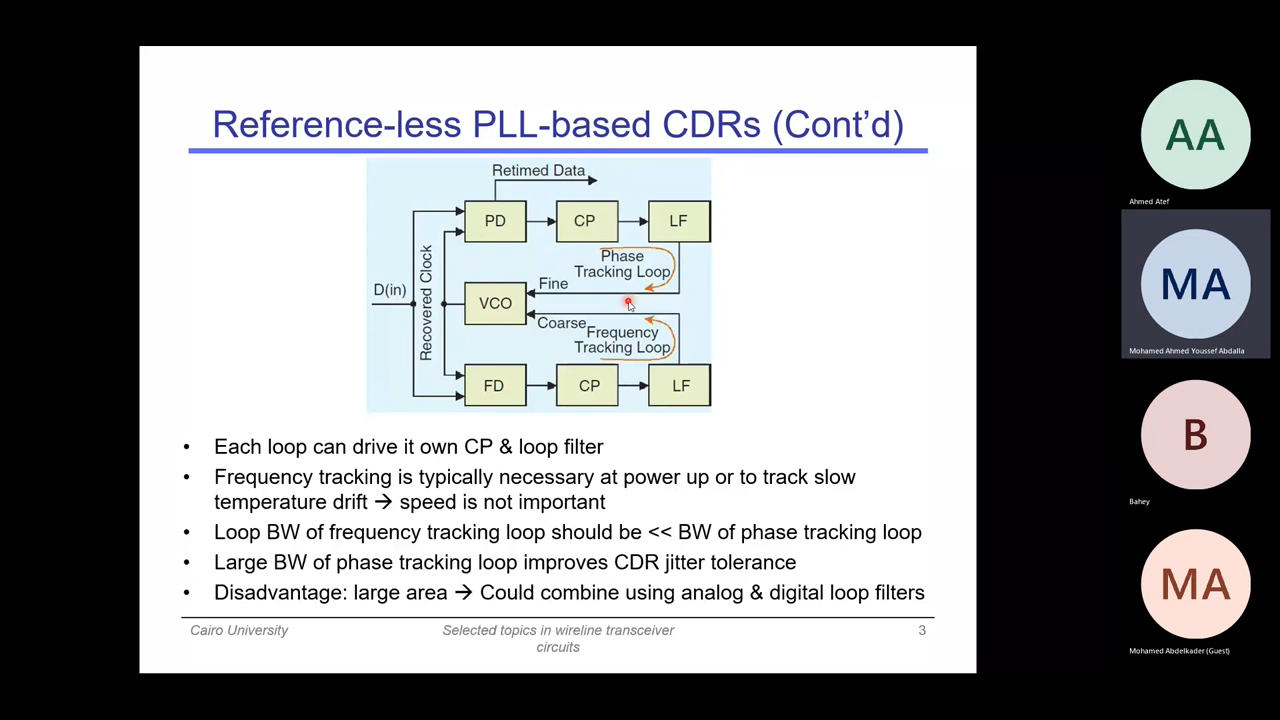 Reference-less PLL-based CDRs (Cont'd)
Retimed Data
PD
CP
LF
Phase
Tracking Loop
Fine
D(in)
Recovered Clock
VCO
Coarse
Frequency
Tracking Loop
FD
CP
LF
• Each loop can drive it own CP & loop filter
• Frequency tracking is typically necessary at power up or to track slow
temperature drift → speed is not important
• Loop BW of frequency tracking loop should be << BW of phase tracking loop
• Large BW of phase tracking loop improves CDR jitter tolerance
• Disadvantage: large area → Could combine using analog & digital loop filters
Cairo University
Selected topics in wireline transceiver
circuits
3
AA
Ahmed Atef
MA
Mohamed Ahmed Youssef Abdalla
B
Bahey
MA
Mohamed Abdelkader (Guest)